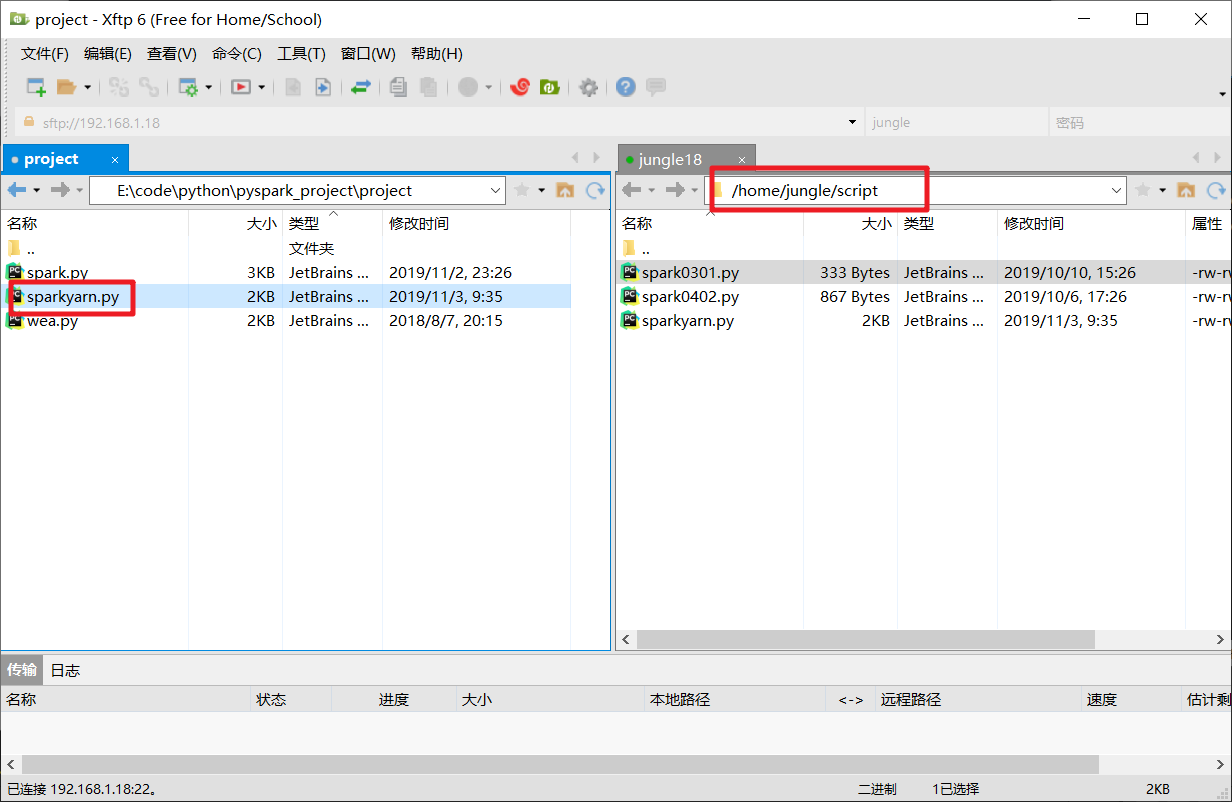 project - Xftp 6 (Free for Home/School)
文件(F) 编辑(E) 查看(V) 命令(C) 工具(T) 窗口(W) 帮助(H)
sftp://192.168.1.18 jungle 密码
project × jungle18 ×
E:\code\python\pyspark_project\project /home/jungle/script
名称 大小 类型 修改时间 名称 大小 类型 修改时间 属性
.. 文件夹 ..
spark.py 3KB JetBrains ... 2019/11/2, 23:26 spark0301.py 333 Bytes JetBrains ... 2019/10/10, 15:26 -rw-rw
sparkyarn.py 2KB JetBrains ... 2019/11/3, 9:35 spark0402.py 867 Bytes JetBrains ... 2019/10/6, 17:26 -rw-rw
wea.py 2KB JetBrains ... 2018/8/7, 20:15 sparkyarn.py 2KB JetBrains ... 2019/11/3, 9:35 -rw-rw
传输 日志
名称 状态 进度 大小 本地路径 <-> 远程路径 速度 估计剩
已连接 192.168.1.18:22。 二进制 1已选择 2KB